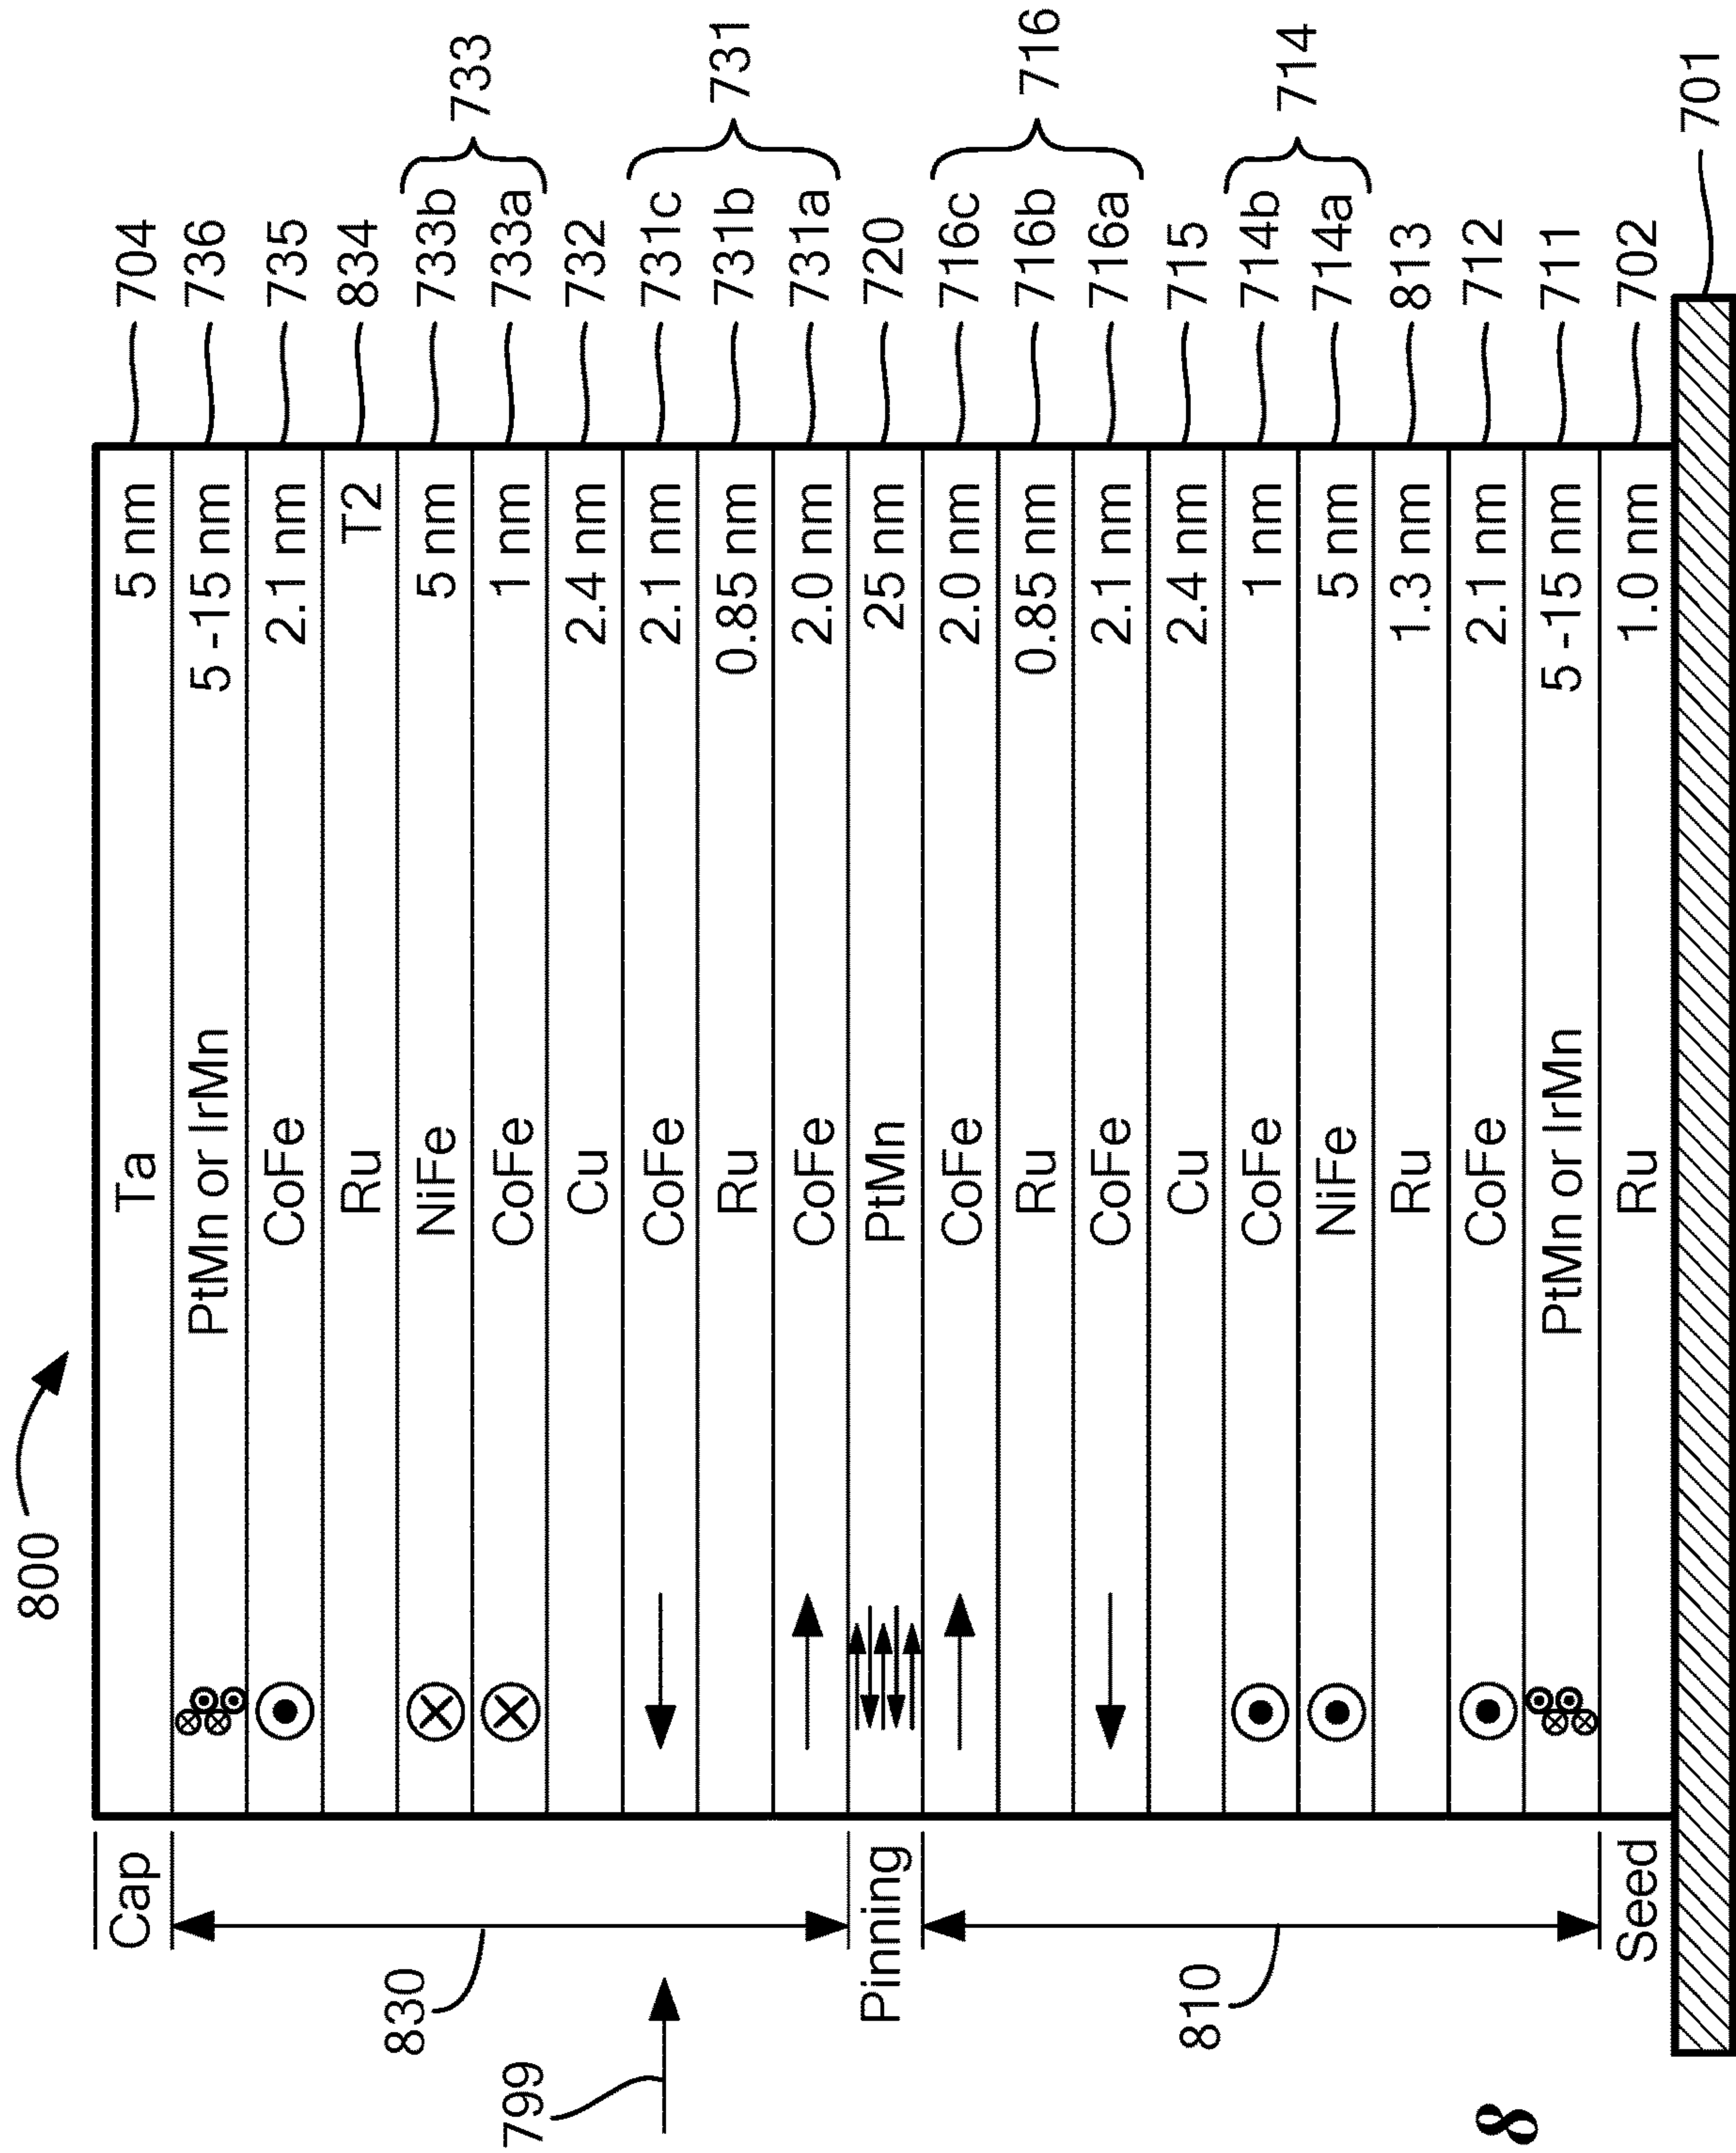 800
Cap
Ta 5 nm 704
PtMn or IrMn 5 -15 nm 736
CoFe 2.1 nm 735
Ru T2 834
NiFe 5 nm 733b
CoFe 1 nm 733a
733
Cu 2.4 nm 732
CoFe 2.1 nm 731c
Ru 0.85 nm 731b
CoFe 2.0 nm 731a
731
830
799
Pinning
PtMn 25 nm 720
CoFe 2.0 nm 716c
Ru 0.85 nm 716b
CoFe 2.1 nm 716a
716
Cu 2.4 nm 715
CoFe 1 nm 714b
NiFe 5 nm 714a
714
Ru 1.3 nm 813
CoFe 2.1 nm 712
PtMn or IrMn 5 -15 nm 711
810
Seed
Ru 1.0 nm 702
701
8